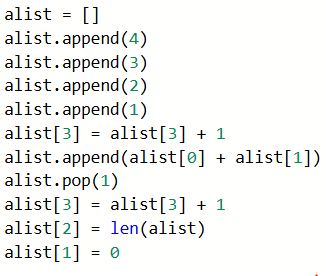 alist = []
alist.append(4)
alist.append(3)
alist.append(2)
alist.append(1)
alist[3] = alist[3] + 1
alist.append(alist[0] + alist[1])
alist.pop(1)
alist[3] = alist[3] + 1
alist[2] = len(alist)
alist[1] = 0